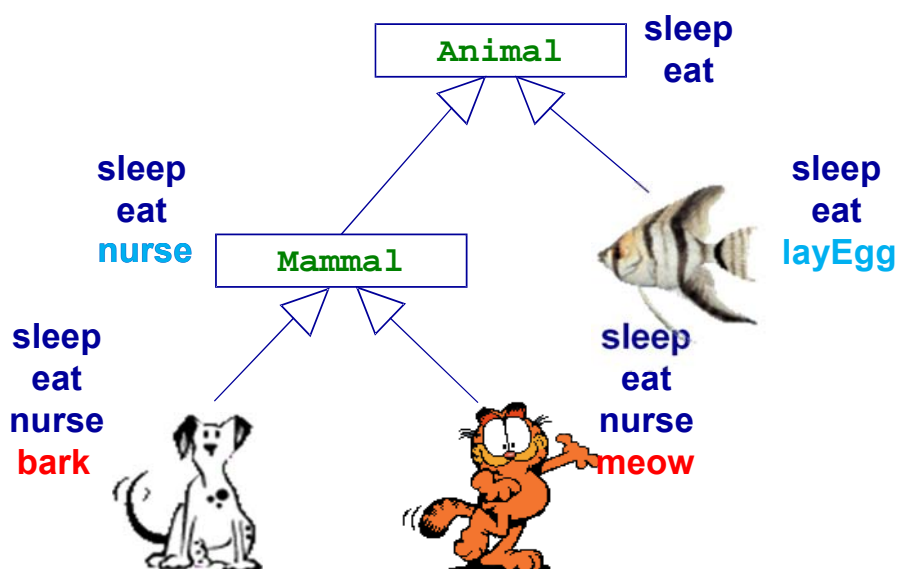 Animal
sleep
eat
sleep
eat
nurse
Mammal
sleep
eat
layEgg
sleep
eat
nurse
bark
sleep
eat
nurse
meow